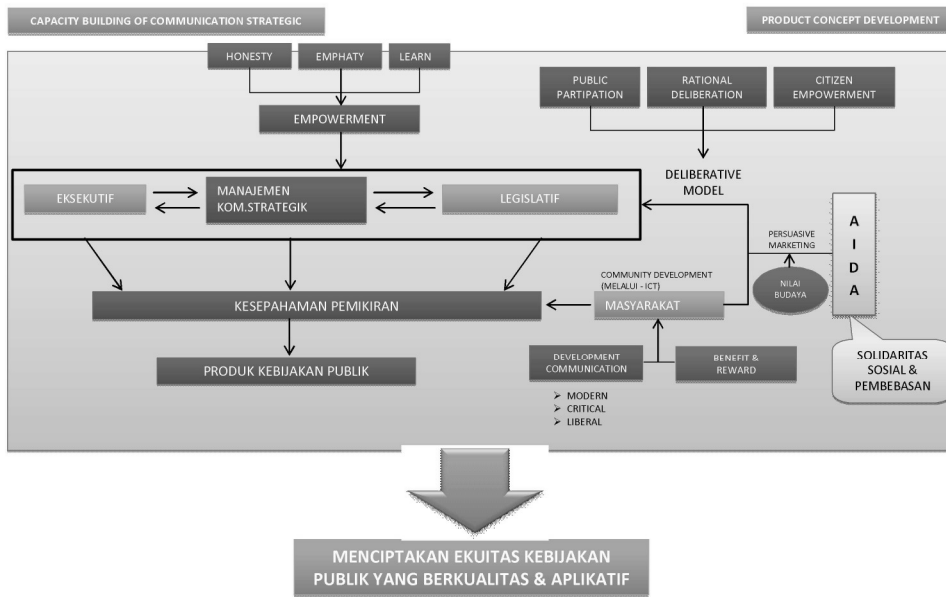 CAPACITY BUILDING OF COMMUNICATION STRATEGIC
PRODUCT CONCEPT DEVELOPMENT
HONESTY
EMPHATY
LEARN
EMPOWERMENT
PUBLIC
PARTIPATION
RATIONAL
DELIBERATION
CITIZEN
EMPOWERMENT
DELIBERATIVE
MODEL
EKSEKUTIF
MANAJEMEN
KOM.STRATEGIK
LEGISLATIF
PERSUASIVE
MARKETING
NILAI
BUDAYA
A
I
D
A
COMMUNITY DEVELOPMENT
(MELALUI - ICT)
MASYARAKAT
KESEPAHAMAN PEMIKIRAN
PRODUK KEBIJAKAN PUBLIK
DEVELOPMENT
COMMUNICATION
BENEFIT &
REWARD
➢ MODERN
➢ CRITICAL
➢ LIBERAL
SOLIDARITAS
SOSIAL &
PEMBEBASAN
MENCIPTAKAN EKUITAS KEBIJAKAN
PUBLIK YANG BERKUALITAS & APLIKATIF